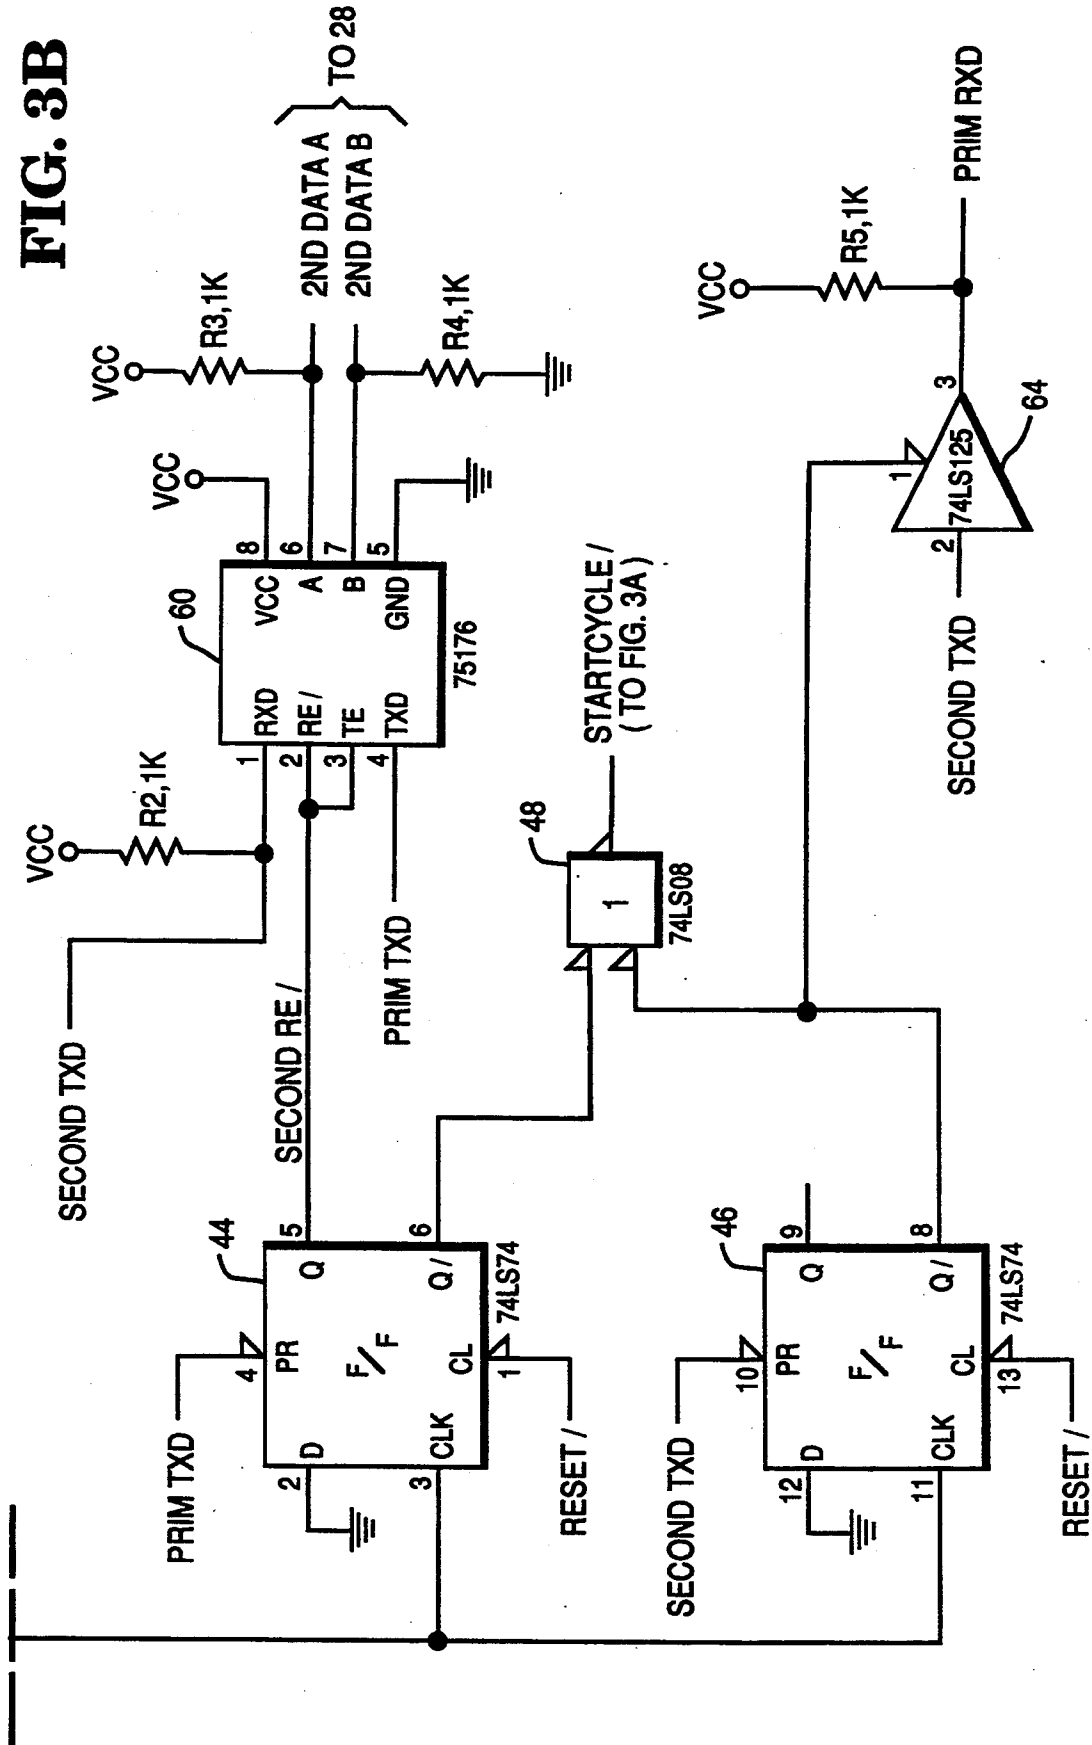 FIG. 3B
SECOND TXD
VCC
R2,1K
60
VCC
VCC
R3,1K
1
RXD
VCC
8
2
RE /
A
6
2ND DATA A
3
TE
B
7
2ND DATA B
TO 28
4
TXD
GND
5
75176
R4,1K
PRIM TXD
SECOND RE /
PRIM TXD
4
44
PR
2
D
Q
5
F/F
3
CLK
CL
Q /
6
74LS74
1
RESET /
48
1
74LS08
STARTCYCLE /
( TO FIG. 3A )
SECOND TXD
10
46
PR
12
D
Q
9
F/F
11
CLK
CL
Q /
8
74LS74
13
RESET /
VCC
R5,1K
1
SECOND TXD
2
74LS125
3
PRIM RXD
64